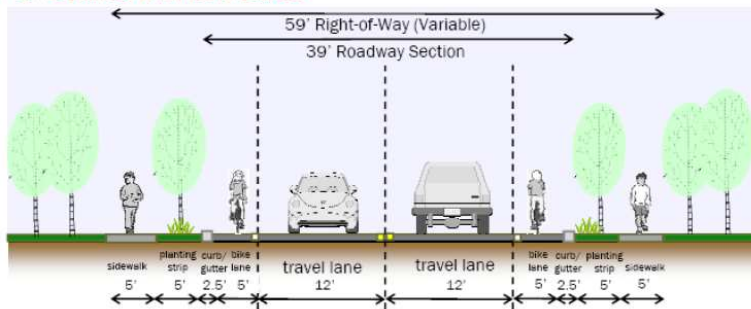 59' Right-of-Way (Variable)
39' Roadway Section
sidewalk
planting
strip
curb/
gutter
bike
lane
travel lane
travel lane
bike
lane
curb/
gutter
planting
strip
sidewalk
5'
5'
2.5'
5'
12'
12'
5'
2.5'
5'
5'